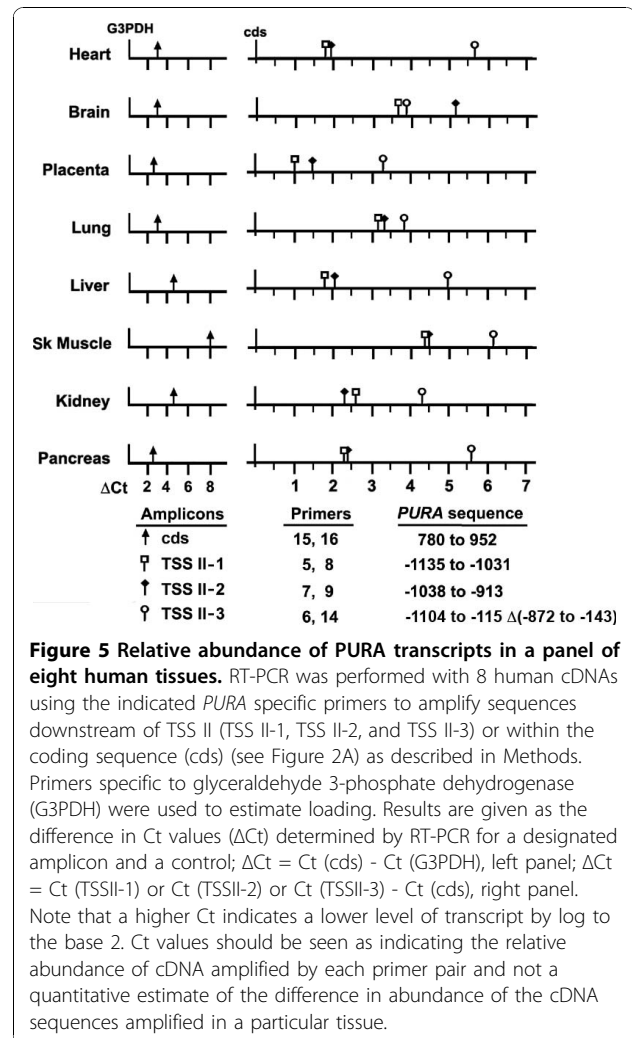 G3PDH cds
Heart
Brain
Placenta
Lung
Liver
Sk Muscle
Kidney
Pancreas
ΔCt 2 4 6 8 1 2 3 4 5 6 7
Amplicons Primers PURA sequence
cds 15, 16 780 to 952
TSS II-1 5, 8 -1135 to -1031
TSS II-2 7, 9 -1038 to -913
TSS II-3 6, 14 -1104 to -115 Δ(-872 to -143)
Figure 5 Relative abundance of PURA transcripts in a panel of
eight human tissues. RT-PCR was performed with 8 human cDNAs
using the indicated PURA specific primers to amplify sequences
downstream of TSS II (TSS II-1, TSS II-2, and TSS II-3) or within the
coding sequence (cds) (see Figure 2A) as described in Methods.
Primers specific to glyceraldehyde 3-phosphate dehydrogenase
(G3PDH) were used to estimate loading. Results are given as the
difference in Ct values (ΔCt) determined by RT-PCR for a designated
amplicon and a control; ΔCt = Ct (cds) - Ct (G3PDH), left panel; ΔCt
= Ct (TSSII-1) or Ct (TSSII-2) or Ct (TSSII-3) - Ct (cds), right panel.
Note that a higher Ct indicates a lower level of transcript by log to
the base 2. Ct values should be seen as indicating the relative
abundance of cDNA amplified by each primer pair and not a
quantitative estimate of the difference in abundance of the cDNA
sequences amplified in a particular tissue.